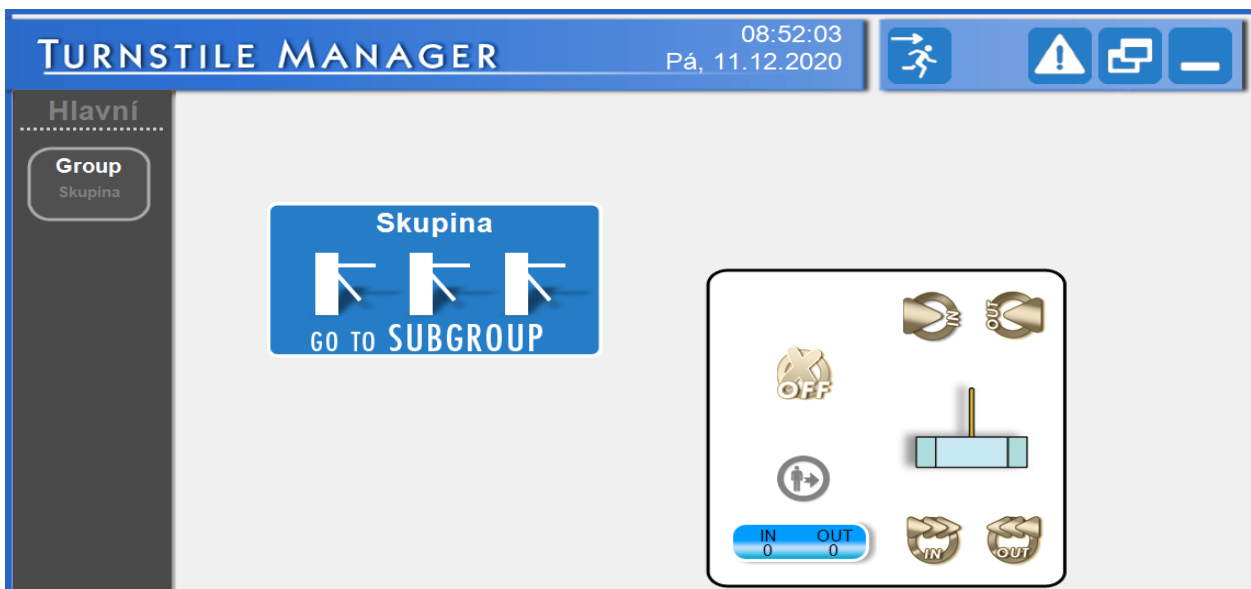 TURNSTILE MANAGER
08:52:03
Pá, 11.12.2020
Hlavní
Group
Skupina
Skupina
GO TO SUBGROUP
IN
OUT
OFF
IN OUT
0 0
IN
OUT